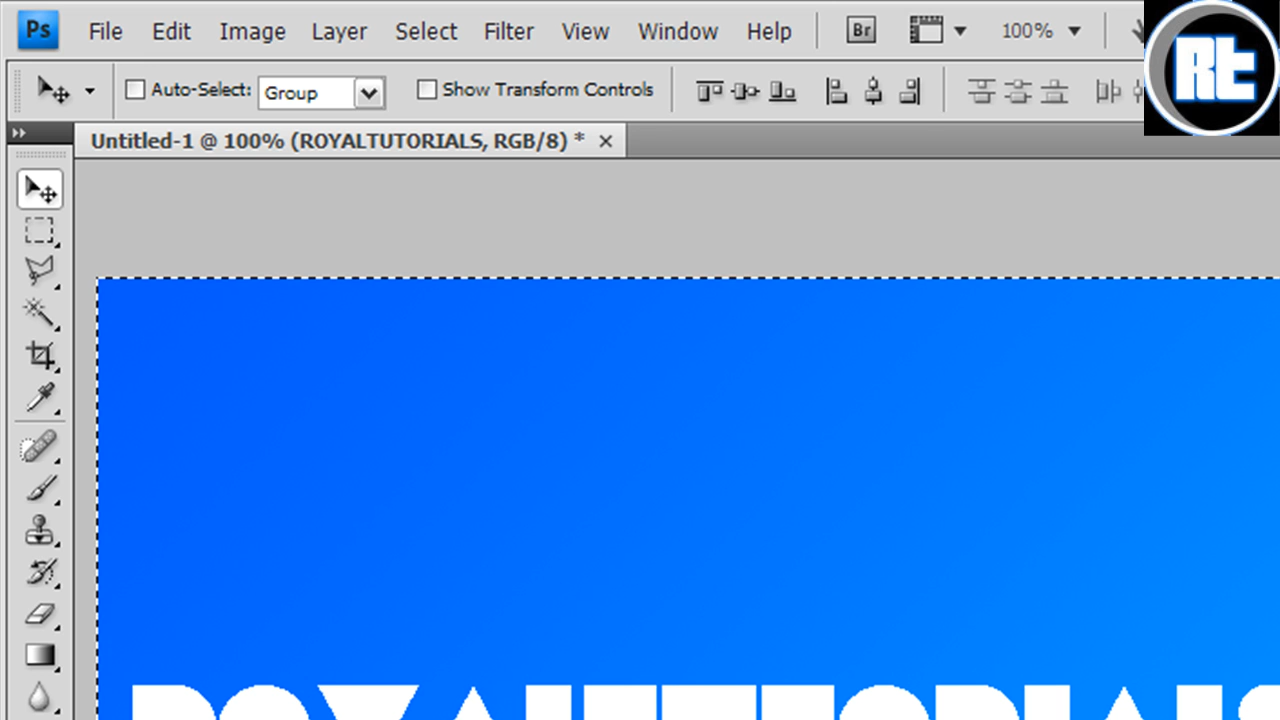 Ps File Edit Image Layer Select Filter View Window Help Br 100%
Rt
Auto-Select: Group Show Transform Controls
Untitled-1 @ 100% (ROYALTUTORIALS, RGB/8) * ×
ROYALTUTORIALS